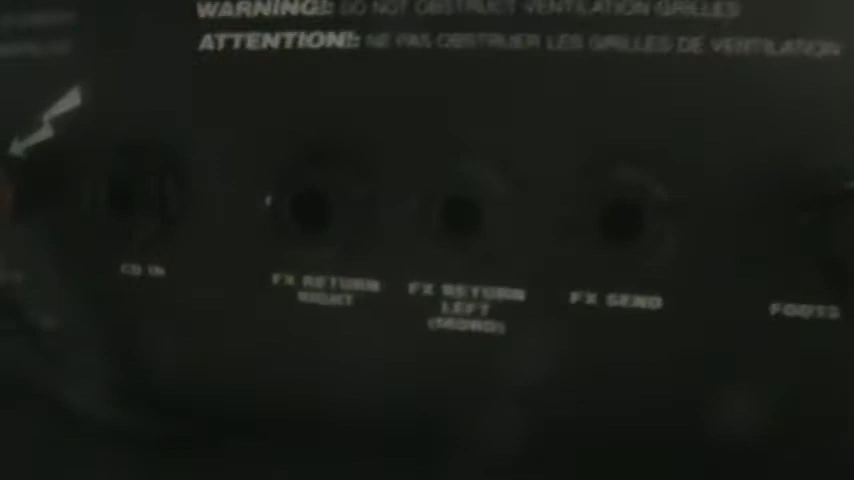 WARNING!: DO NOT OBSTRUCT VENTILATION GRILLES
ATTENTION!: NE PAS OBSTRUER LES GRILLES DE VENTILATION
CD IN
FX RETURN
RIGHT
FX RETURN
LEFT
(MONO)
FX SEND
FOOTS